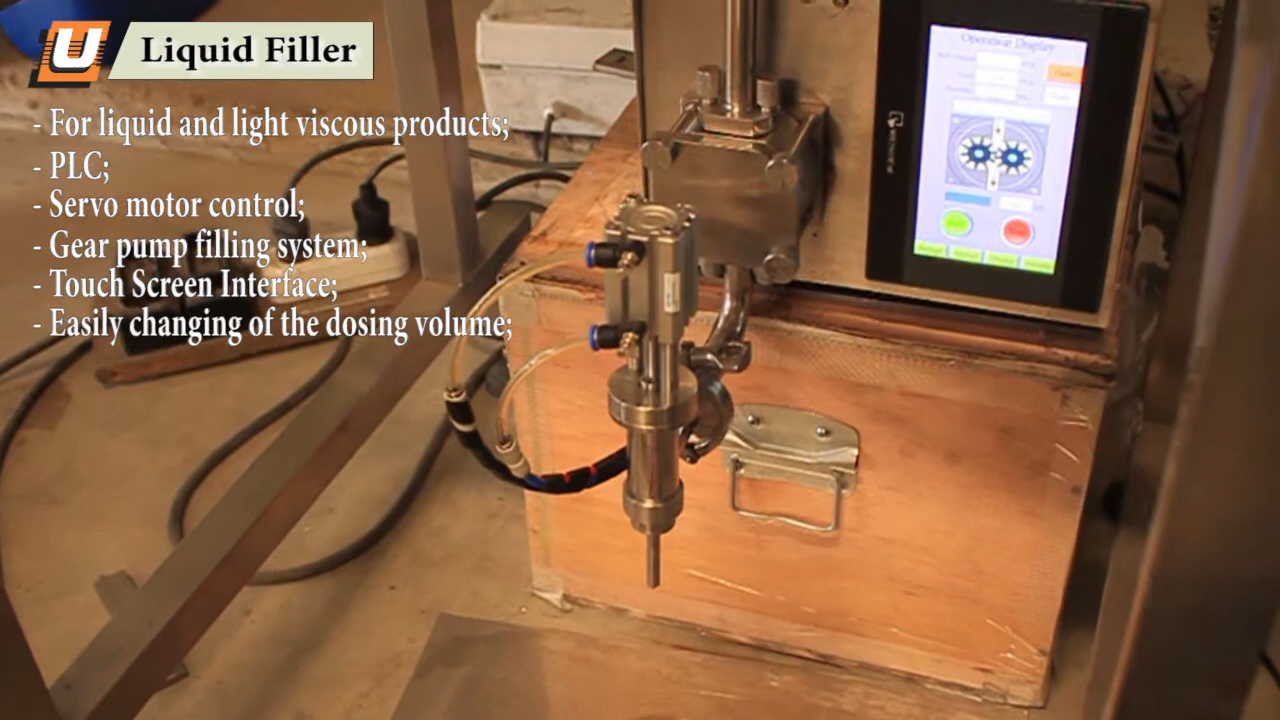 U
Liquid Filler
- For liquid and light viscous products;
- PLC;
- Servo motor control;
- Gear pump filling system;
- Touch Screen Interface;
- Easily changing of the dosing volume;
Operation Display